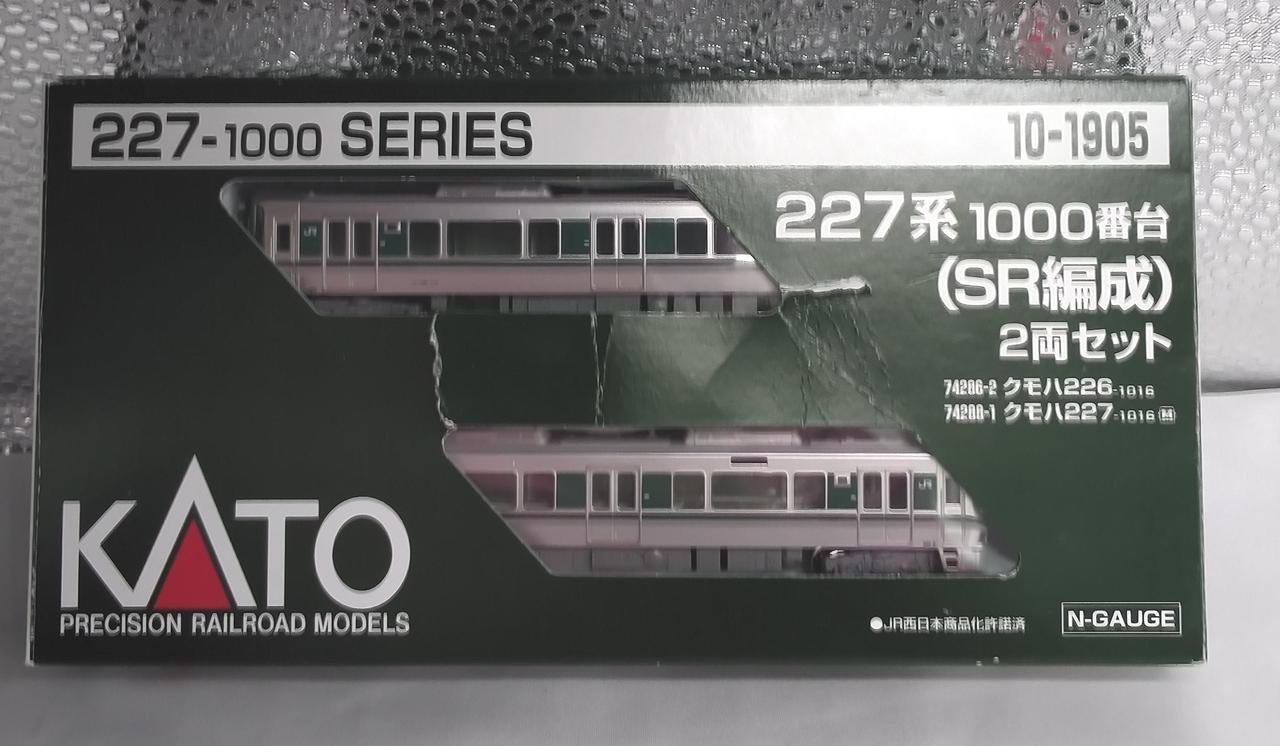 227-1000 SERIES 10-1905
227系 1000番台
(SR編成)
2両セット
74286-2 クモハ226-1016
74280-1 クモハ227-1016 M
KATO
PRECISION RAILROAD MODELS
●JR西日本商品化許諾済
N-GAUGE
JR
JR